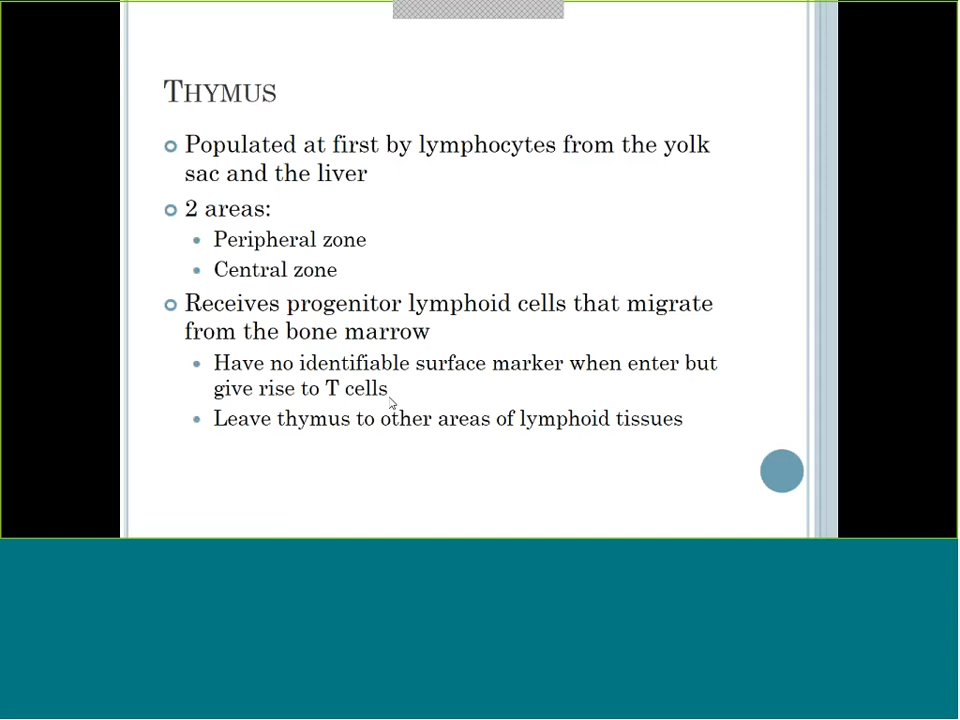 THYMUS
Populated at first by lymphocytes from the yolk
sac and the liver
2 areas:
Peripheral zone
Central zone
Receives progenitor lymphoid cells that migrate
from the bone marrow
Have no identifiable surface marker when enter but
give rise to T cells
Leave thymus to other areas of lymphoid tissues